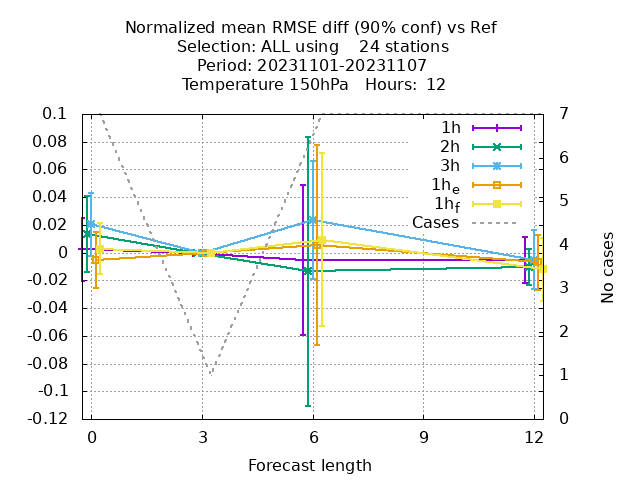 Normalized mean RMSE diff (90% conf) vs Ref
Selection: ALL using    24 stations
Period: 20231101-20231107
Temperature 150hPa   Hours:  12
0.1
0.08
0.06
0.04
0.02
0
-0.02
-0.04
-0.06
-0.08
-0.1
-0.12
7
6
5
4
3
2
1
0
No cases
1h
2h
3h
1he
1hf
Cases
0
3
6
9
12
Forecast length